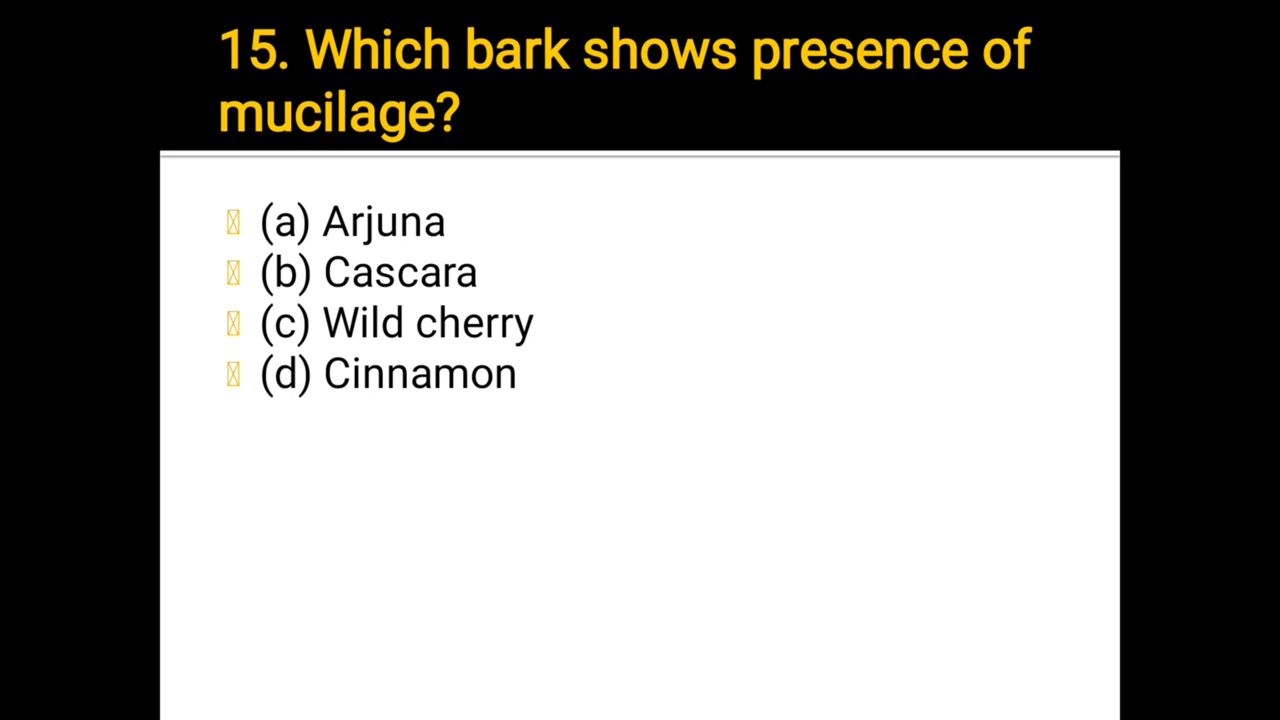 15. Which bark shows presence of
mucilage?
(a) Arjuna
(b) Cascara
(c) Wild cherry
(d) Cinnamon